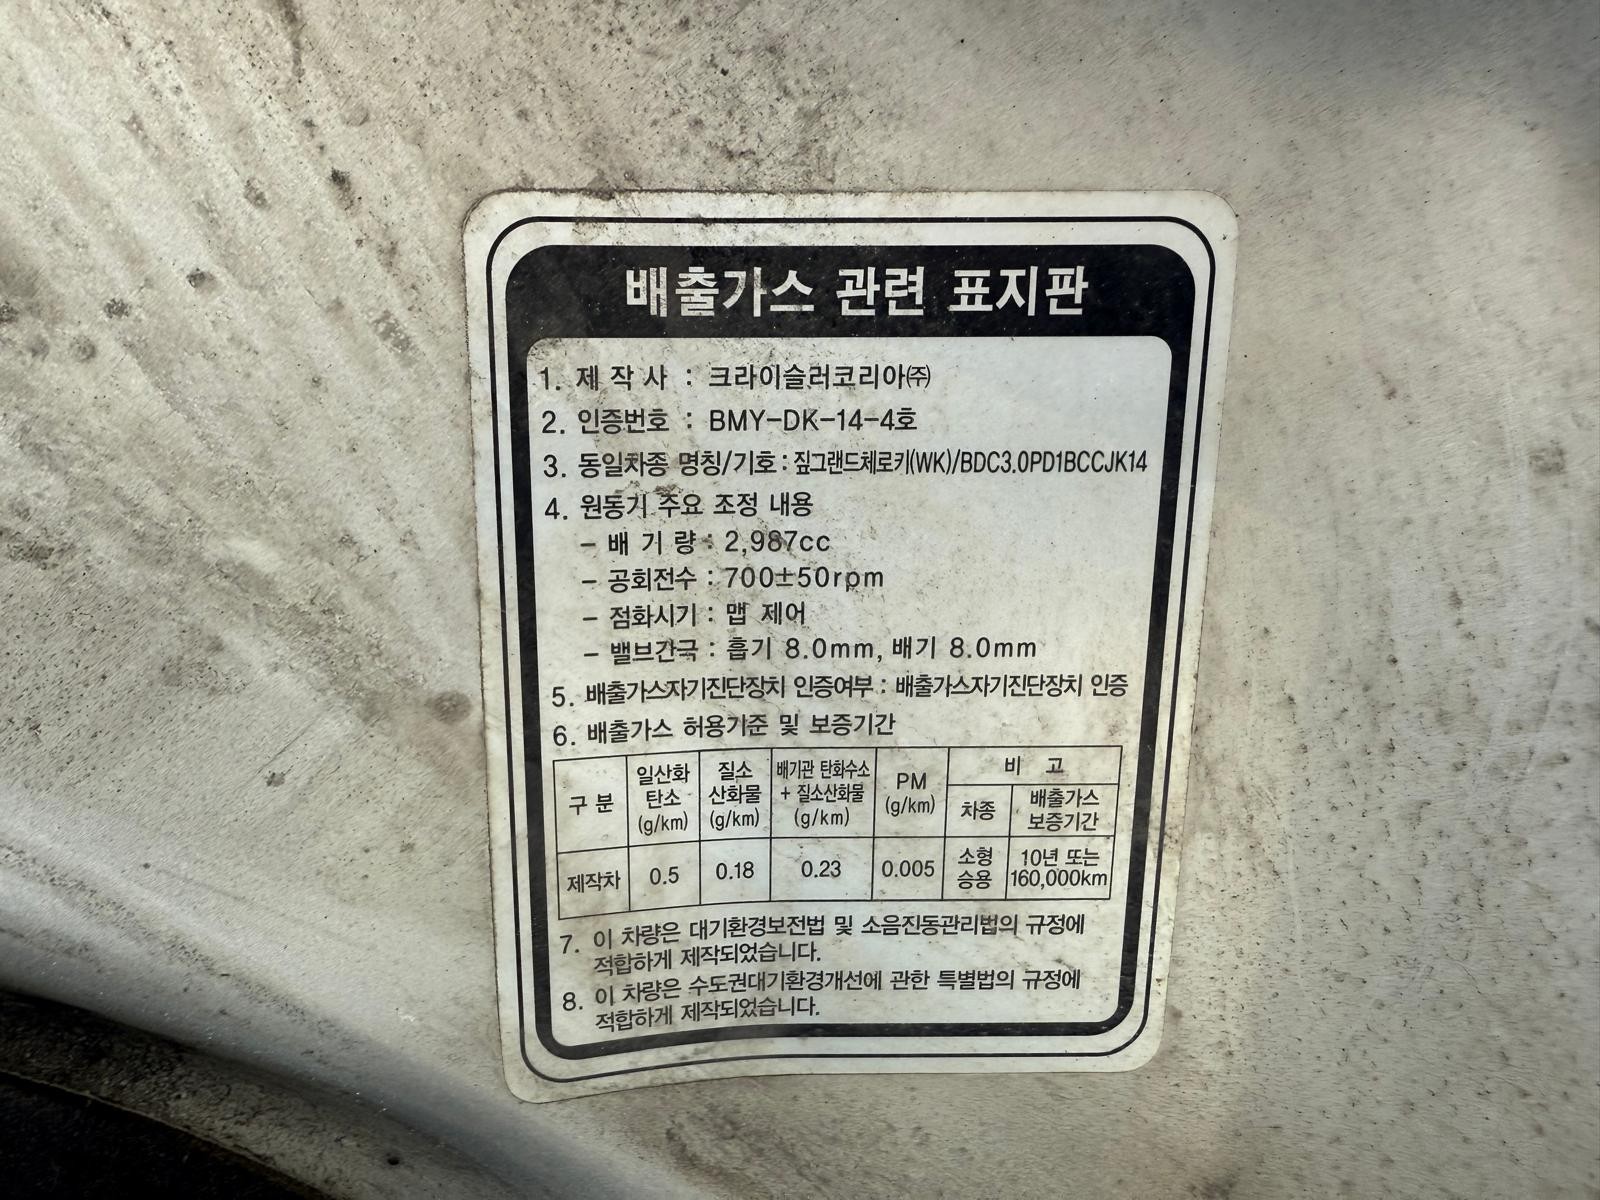 배출가스 관련 표지판
1. 제 작 사 : 크라이슬러코리아㈜
2. 인증번호 : BMY-DK-14-4호
3. 동일차종 명칭/기호 : 짚그랜드체로키(WK)/BDC3.0PD1BCCJK14
4. 원동기 주요 조정 내용
- 배 기 량 : 2,987cc
- 공회전수 : 700±50rpm
- 점화시기 : 맵 제어
- 밸브간극 : 흡기 8.0mm, 배기 8.0mm
5. 배출가스자기진단장치 인증여부 : 배출가스자기진단장치 인증
6. 배출가스 허용기준 및 보증기간
구 분
일산화
탄소
(g/km)
질소
산화물
(g/km)
배기관 탄화수소
+ 질소산화물
(g/km)
PM
(g/km)
비 고
차종
배출가스
보증기간
제작차
0.5
0.18
0.23
0.005
소형
승용
10년 또는
160,000km
7. 이 차량은 대기환경보전법 및 소음진동관리법의 규정에
적합하게 제작되었습니다.
8. 이 차량은 수도권대기환경개선에 관한 특별법의 규정에
적합하게 제작되었습니다.